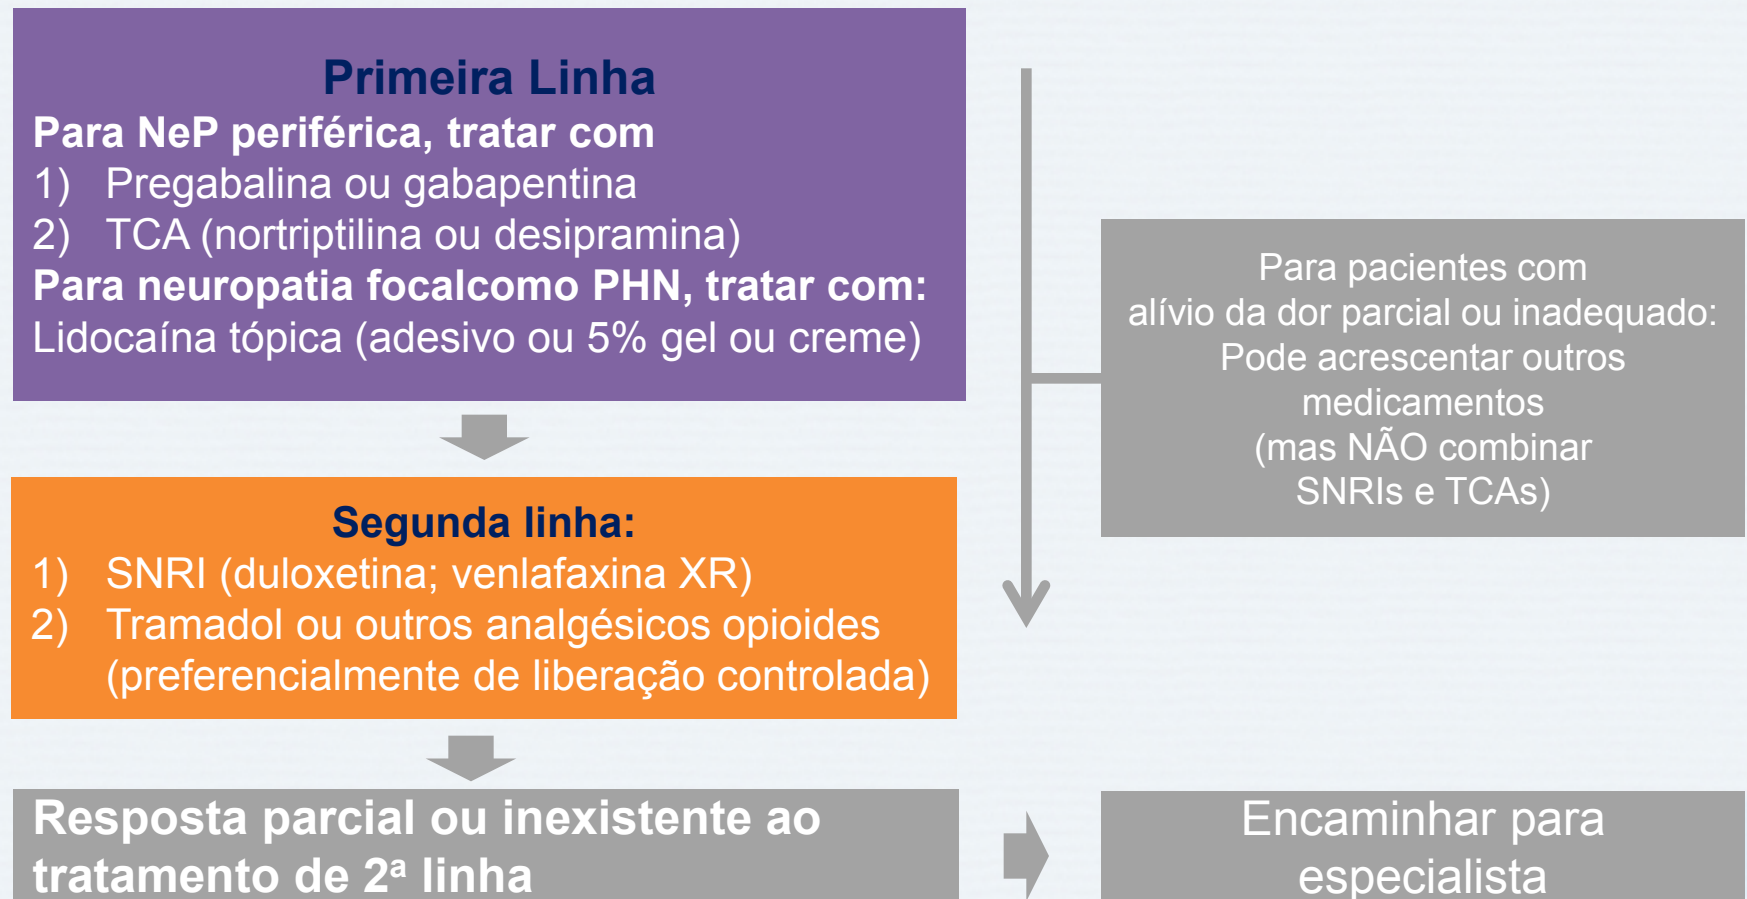 Primeira Linha
Para NeP periférica, tratar com
1) Pregabalina ou gabapentina
2) TCA (nortriptilina ou desipramina)
Para neuropatia focalcomo PHN, tratar com:
Lidocaína tópica (adesivo ou 5% gel ou creme)
Para pacientes com
alívio da dor parcial ou inadequado:
Pode acrescentar outros
medicamentos
(mas NÃO combinar
SNRIs e TCAs)
Segunda linha:
1) SNRI (duloxetina; venlafaxina XR)
2) Tramadol ou outros analgésicos opioides
(preferencialmente de liberação controlada)
Resposta parcial ou inexistente ao
tratamento de 2ª linha
Encaminhar para
especialista